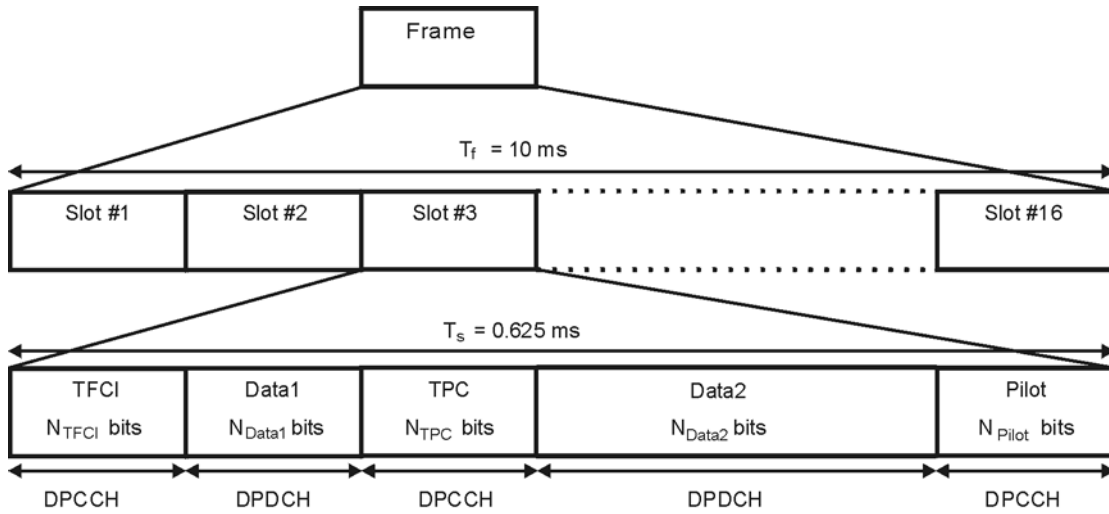 Frame
T_f = 10 ms
Slot #1 Slot #2 Slot #3 Slot #16
T_s = 0.625 ms
TFCI Data1 TPC Data2 Pilot
N_TFCI bits N_Data1 bits N_TPC bits N_Data2 bits N_Pilot bits
DPCCH DPDCH DPCCH DPDCH DPCCH